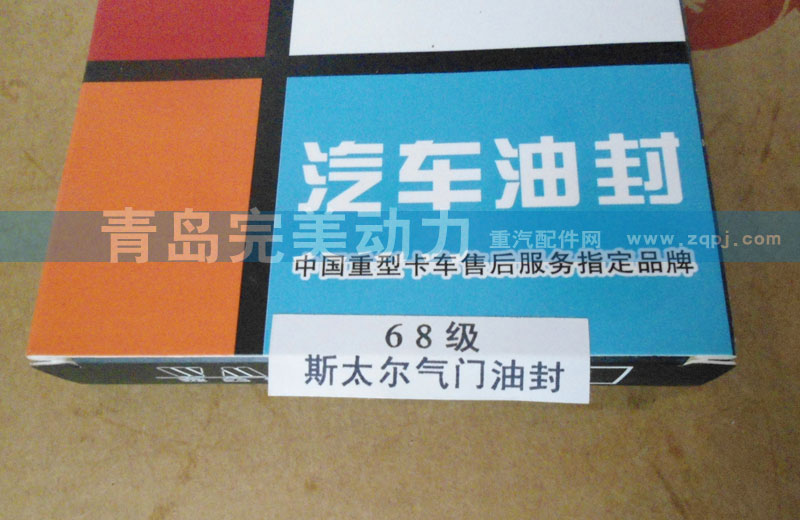 汽车油封
青岛完美动力 重汽配件网 www.zqpj.com
中国重型卡车售后服务指定品牌
68级
斯太尔气门油封